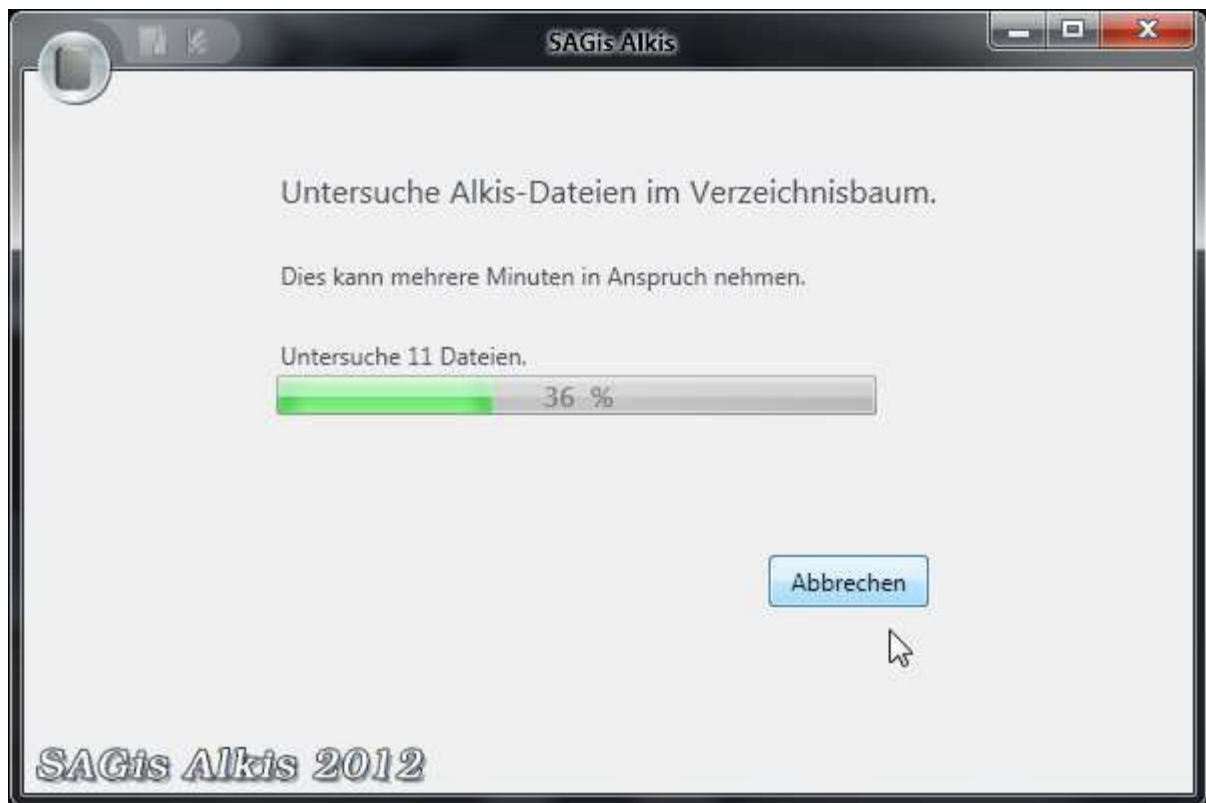 SAGis Alkis
Untersuche Alkis-Dateien im Verzeichnisbaum.
Dies kann mehrere Minuten in Anspruch nehmen.
Untersuche 11 Dateien.
36 %
Abbrechen
SAGis Alkis 2012